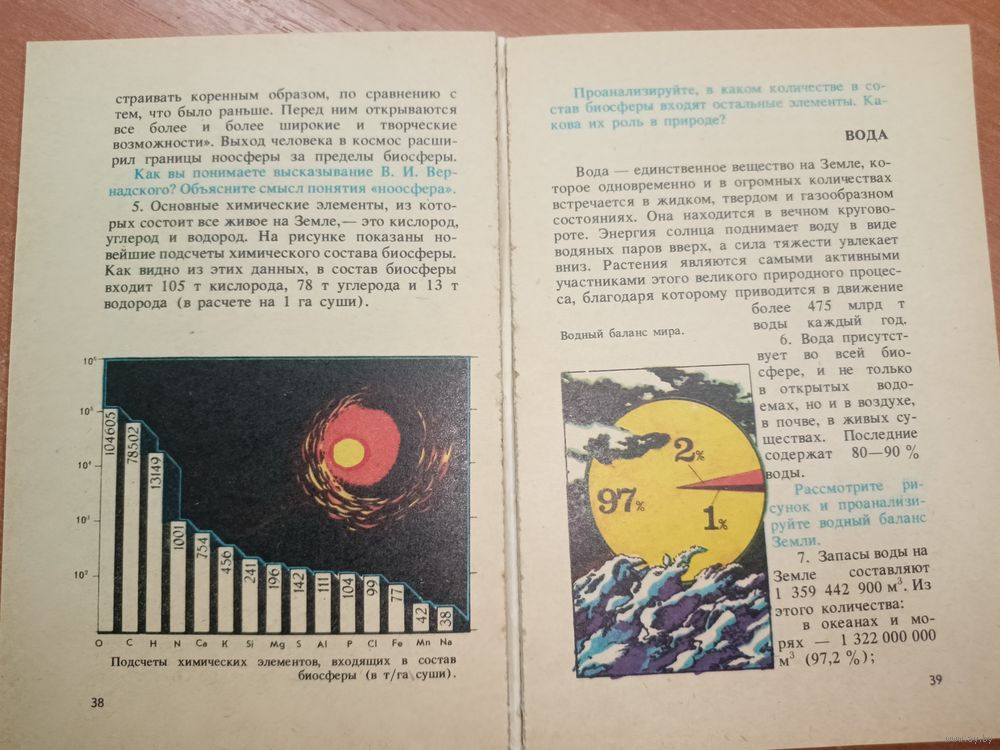 страивать коренным образом, по сравнению с
тем, что было раньше. Перед ним открываются
все более и более широкие и творческие
возможности». Выход человека в космос расши-
рил границы ноосферы за пределы биосферы.
Как вы понимаете высказывание В. И. Вер-
надского? Объясните смысл понятия «ноосфера».
5. Основные химические элементы, из кото-
рых состоит все живое на Земле,— это кислород,
углерод и водород. На рисунке показаны но-
вейшие подсчеты химического состава биосферы.
Как видно из этих данных, в состав биосферы
входит 105 т кислорода, 78 т углерода и 13 т
водорода (в расчете на 1 га суши).
10⁶
10⁵
10⁴
10³
10²
104605
78502
13149
1001
754
456
241
196
142
111
104
99
77
42
38
O C H N Ca K Si Mg S Al P Cl Fe Mn Na
Подсчеты химических элементов, входящих в состав
биосферы (в т/га суши).
38
Проанализируйте, в каком количестве в со-
став биосферы входят остальные элементы. Ка-
кова их роль в природе?
ВОДА
Вода — единственное вещество на Земле, ко-
торое одновременно и в огромных количествах
встречается в жидком, твердом и газообразном
состояниях. Она находится в вечном кругово-
роте. Энергия солнца поднимает воду в виде
водяных паров вверх, а сила тяжести увлекает
вниз. Растения являются самыми активными
участниками этого великого природного процес-
са, благодаря которому приводится в движение
более 475 млрд т
воды каждый год.
Водный баланс мира.
2%
97%
1%
6. Вода присутст-
вует во всей био-
сфере, и не только
в открытых водо-
емах, но и в воздухе,
в почве, в живых су-
ществах. Последние
содержат 80—90 %
воды.
Рассмотрите ри-
сунок и проанализи-
руйте водный баланс
Земли.
7. Запасы воды на
Земле составляют
1 359 442 900 м³. Из
этого количества:
в океанах и мо-
рях — 1 322 000 000
м³ (97,2 %);
39